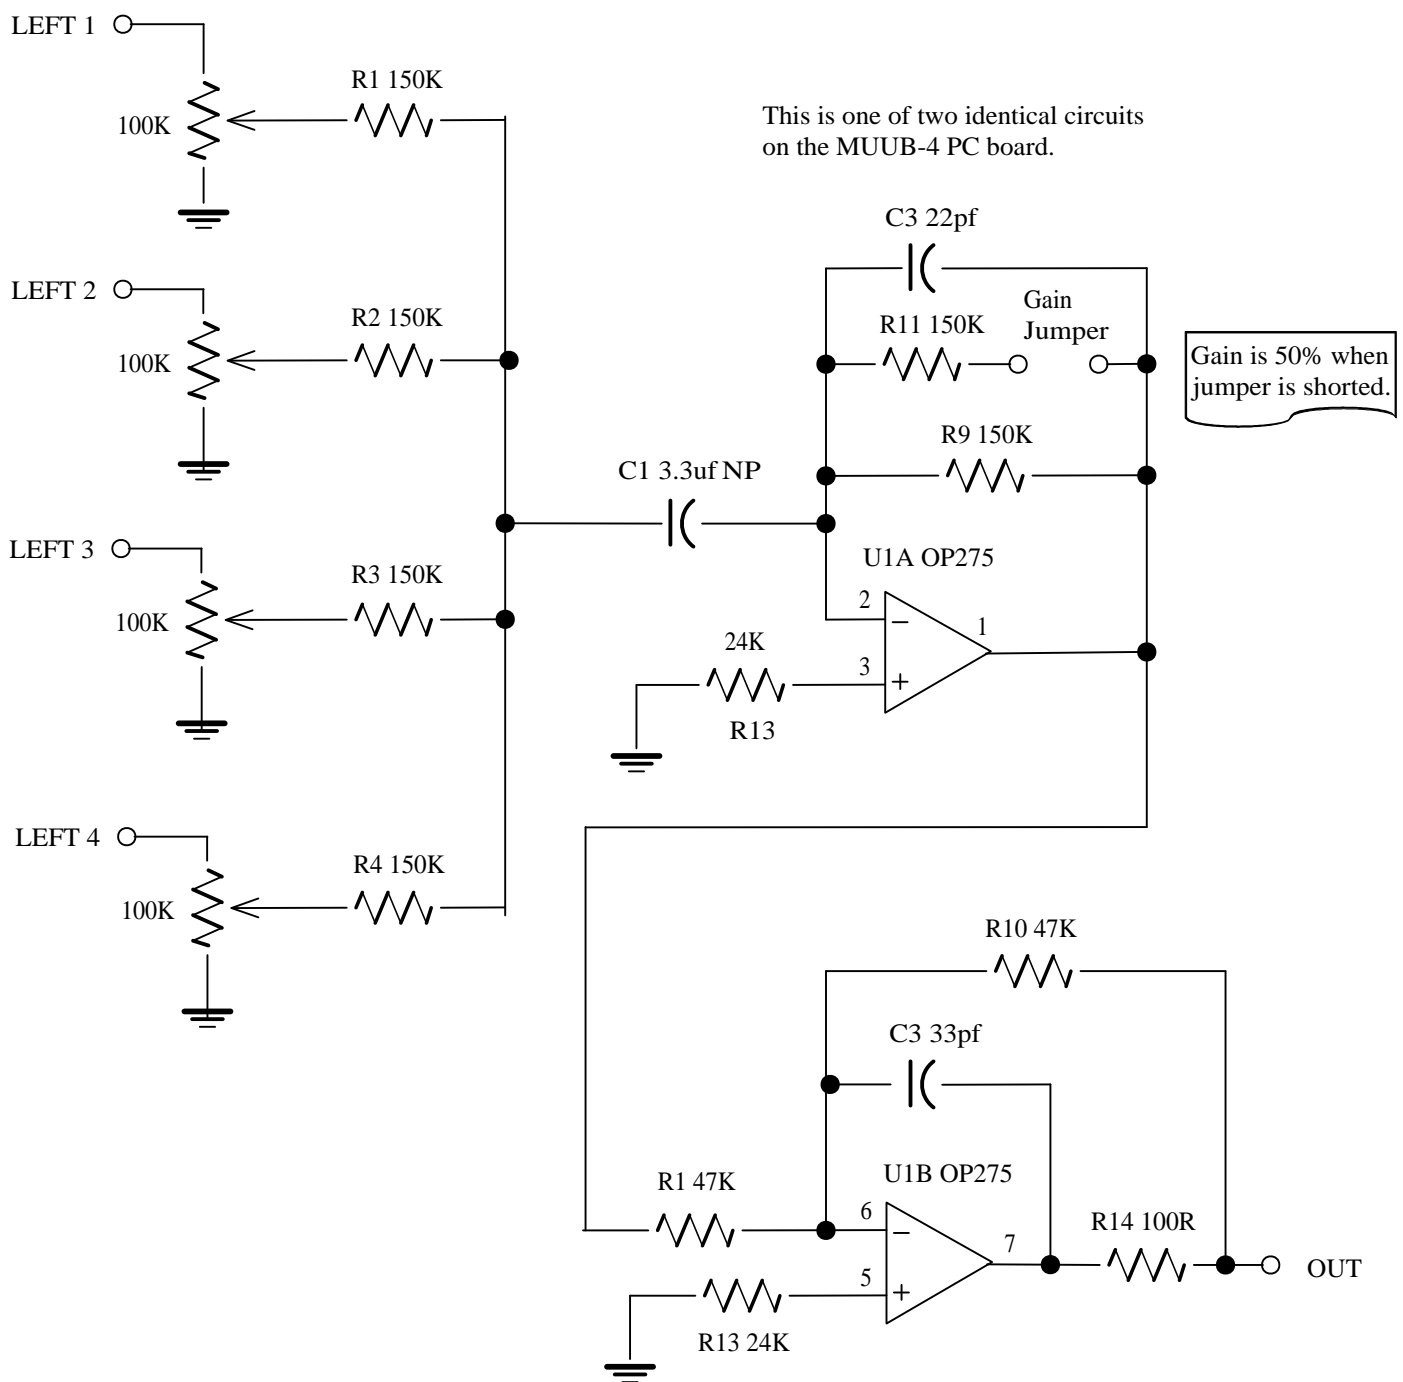 LEFT 1
R1 150K
100K
This is one of two identical circuits
on the MUUB-4 PC board.
C3 22pf
LEFT 2
R2 150K
100K
Gain
Jumper
R11 150K
Gain is 50% when
jumper is shorted.
R9 150K
C1 3.3uf NP
LEFT 3
R3 150K
100K
U1A OP275
2
−
1
24K
3
+
R13
LEFT 4
R4 150K
100K
R10 47K
C3 33pf
U1B OP275
R1 47K
6
−
7
R14 100R
OUT
5
+
R13 24K